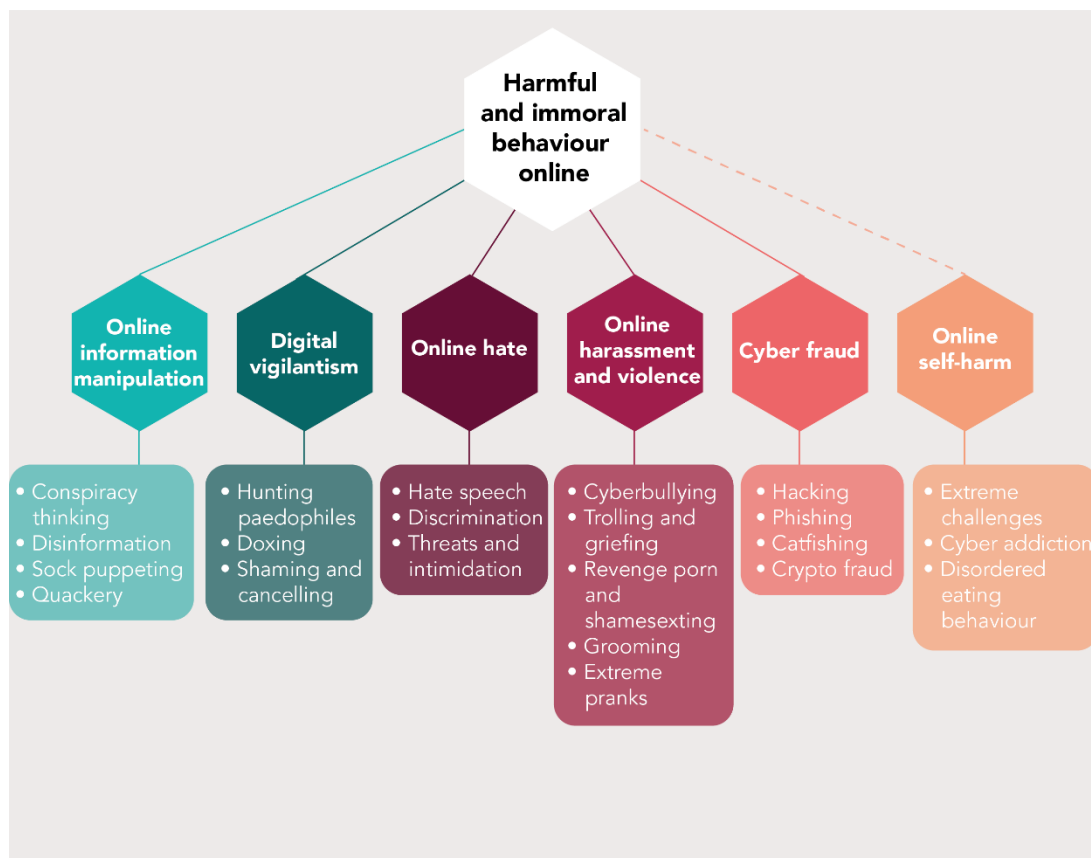 Harmful
and immoral
behaviour
online
Online
information
manipulation
Digital
vigilantism
Online hate
Online
harassment
and violence
Cyber fraud
Online
self-harm
• Conspiracy
thinking
• Disinformation
• Sock puppeting
• Quackery
• Hunting
paedophiles
• Doxing
• Shaming and
cancelling
• Hate speech
• Discrimination
• Threats and
intimidation
• Cyberbullying
• Trolling and
griefing
• Revenge porn
and
shamesexting
• Grooming
• Extreme
pranks
• Hacking
• Phishing
• Catfishing
• Crypto fraud
• Extreme
challenges
• Cyber addiction
• Disordered
eating
behaviour